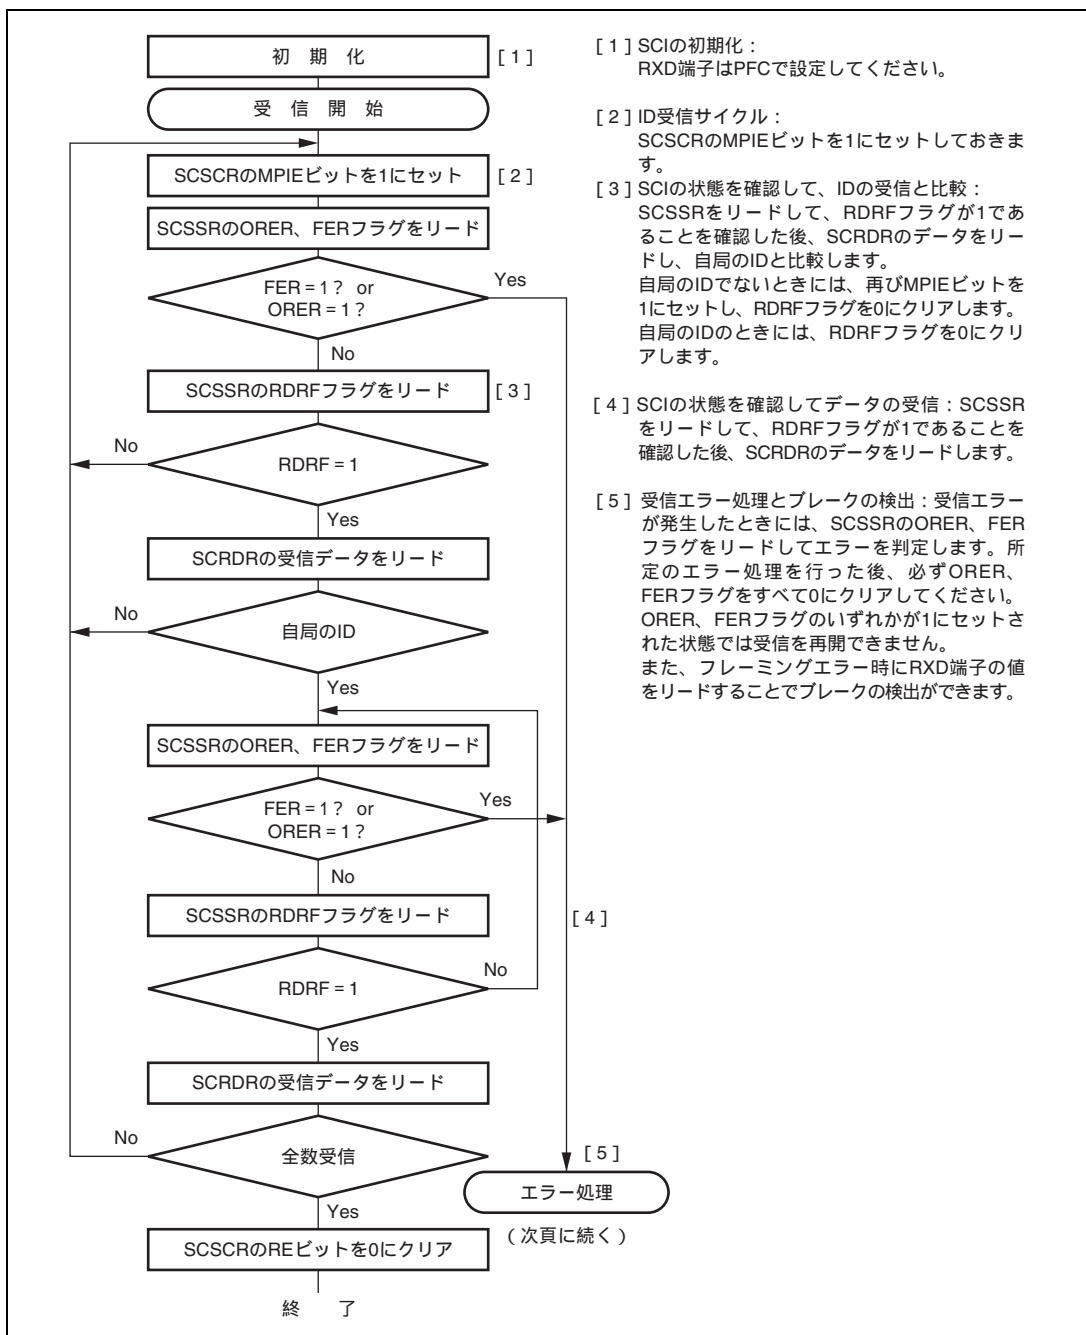 初 期 化
[ 1 ]
受 信 開 始
SCSCRのMPIEビットを1にセット
[ 2 ]
SCSSRのORER、FERフラグをリード
FER = 1？ or
ORER = 1？
Yes
No
SCSSRのRDRFフラグをリード
[ 3 ]
No
RDRF = 1
Yes
SCRDRの受信データをリード
No
自局のID
Yes
SCSSRのORER、FERフラグをリード
FER = 1？ or
ORER = 1？
Yes
No
SCSSRのRDRFフラグをリード
[ 4 ]
No
RDRF = 1
Yes
SCRDRの受信データをリード
No
全数受信
[ 5 ]
エラー処理
Yes
（次頁に続く）
SCSCRのREビットを0にクリア
終 了
[ 1 ] SCIの初期化：
RXD端子はPFCで設定してください。
[ 2 ] ID受信サイクル：
SCSCRのMPIEビットを1にセットしておきま
す。
[ 3 ] SCIの状態を確認して、IDの受信と比較：
SCSSRをリードして、RDRFフラグが1であ
ることを確認した後、SCRDRのデータをリー
ドし、自局のIDと比較します。
自局のIDでないときには、再びMPIEビットを
1にセットし、RDRFフラグを0にクリアします。
自局のIDのときには、RDRFフラグを0にクリ
アします。
[ 4 ] SCIの状態を確認してデータの受信：SCSSR
をリードして、RDRFフラグが1であることを
確認した後、SCRDRのデータをリードします。
[ 5 ] 受信エラー処理とブレークの検出：受信エラー
が発生したときには、SCSSRのORER、FER
フラグをリードしてエラーを判定します。所
定のエラー処理を行った後、必ずORER、
FERフラグをすべて0にクリアしてください。
ORER、FERフラグのいずれかが1にセットさ
れた状態では受信を再開できません。
また、フレーミングエラー時にRXD端子の値
をリードすることでブレークの検出ができます。